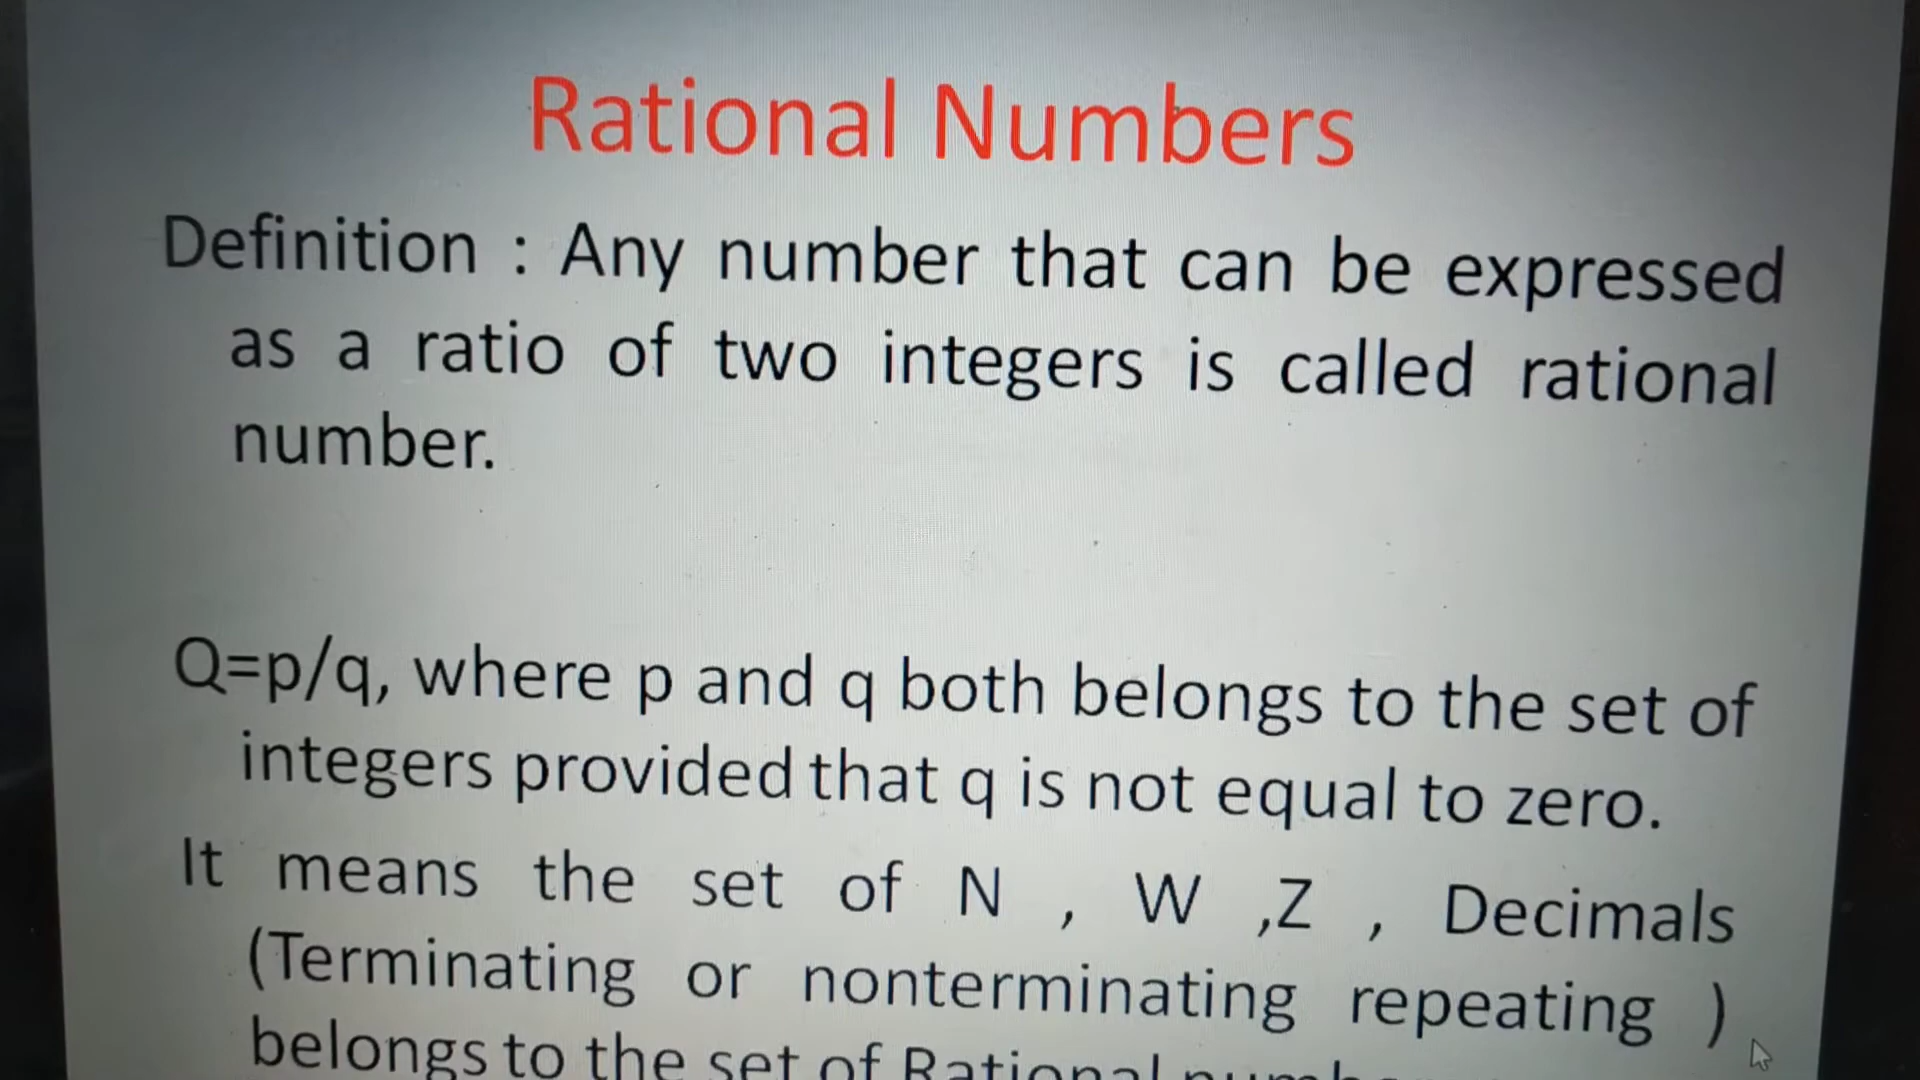 Rational Numbers
Definition : Any number that can be expressed
as a ratio of two integers is called rational
number.
Q=p/q, where p and q both belongs to the set of
integers provided that q is not equal to zero.
It means the set of N , W ,Z , Decimals
(Terminating or nonterminating repeating )
belongs to the set of Rational